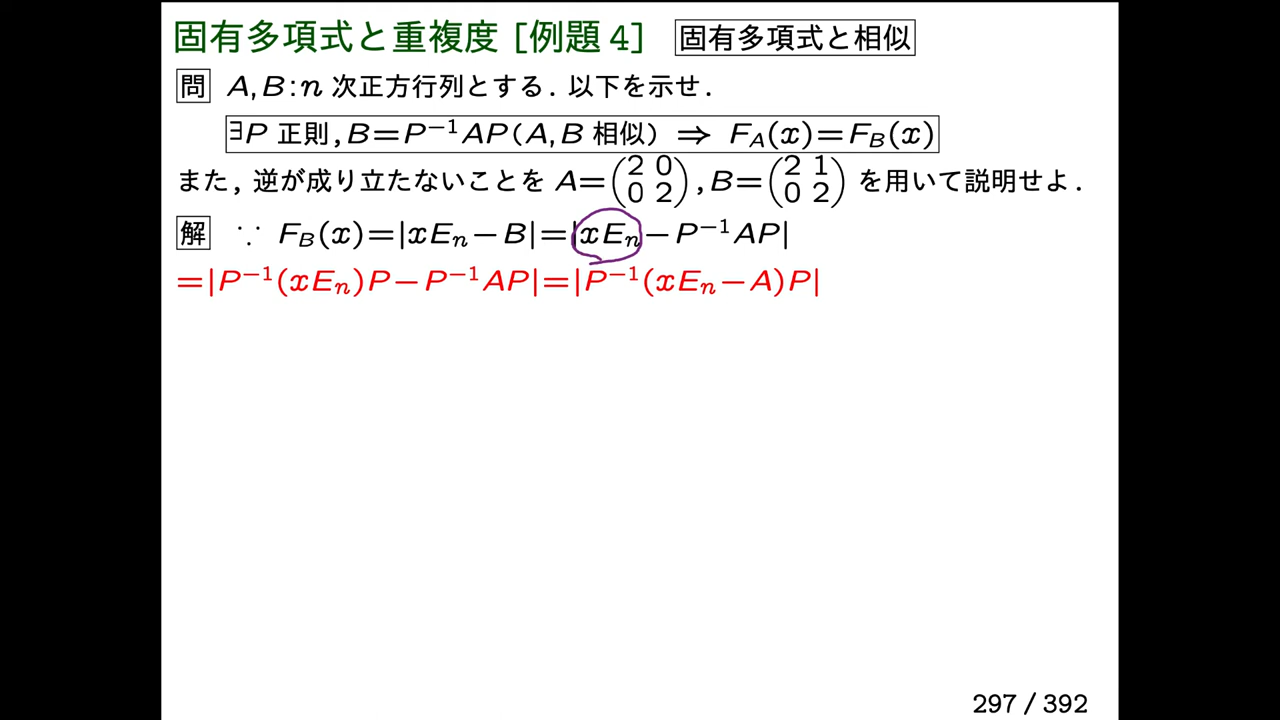 固有多項式と重複度 [例題 4] 固有多項式と相似
問 A,B:n 次正方行列とする. 以下を示せ.
∃P 正則,B=P⁻¹AP(A,B 相似) ⇒ F_A(x)=F_B(x)
また, 逆が成り立たないことを A=(2 0 0 2),B=(2 1 0 2) を用いて説明せよ.
解 ∵ F_B(x)=|xE_n−B|=|xE_n−P⁻¹AP|
=|P⁻¹(xE_n)P−P⁻¹AP|=|P⁻¹(xE_n−A)P|
297 / 392